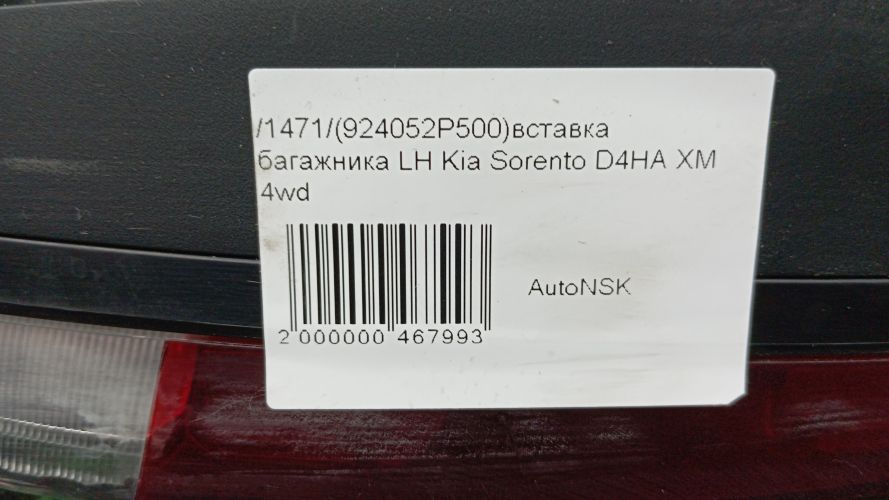 /1471/(924052P500)вставка
багажника LH Kia Sorento D4HA XM
4wd
AutoNSK
2 000000 467993